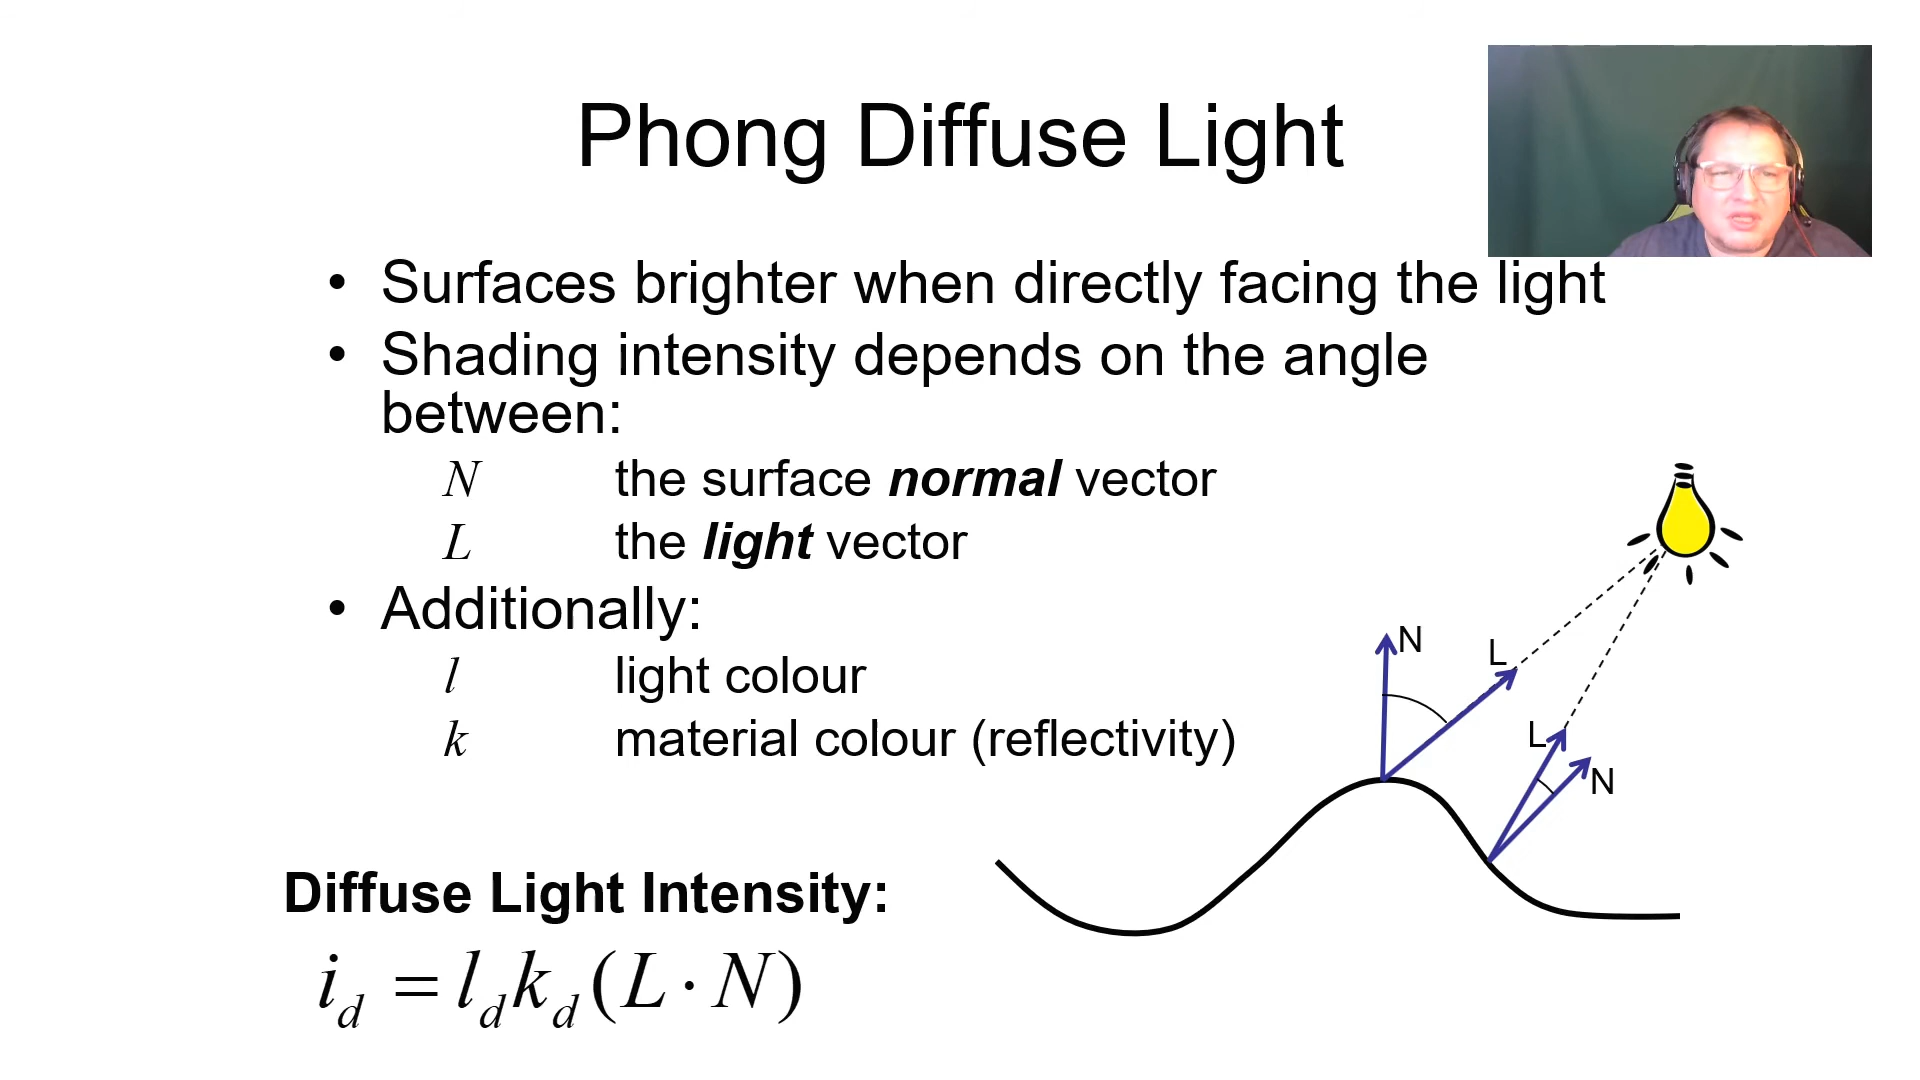 Phong Diffuse Light
• Surfaces brighter when directly facing the light
• Shading intensity depends on the angle
between:
N the surface normal vector
L the light vector
• Additionally:
l light colour
k material colour (reflectivity)
N
L
L
N
Diffuse Light Intensity:
i_d = l_d k_d (L · N)